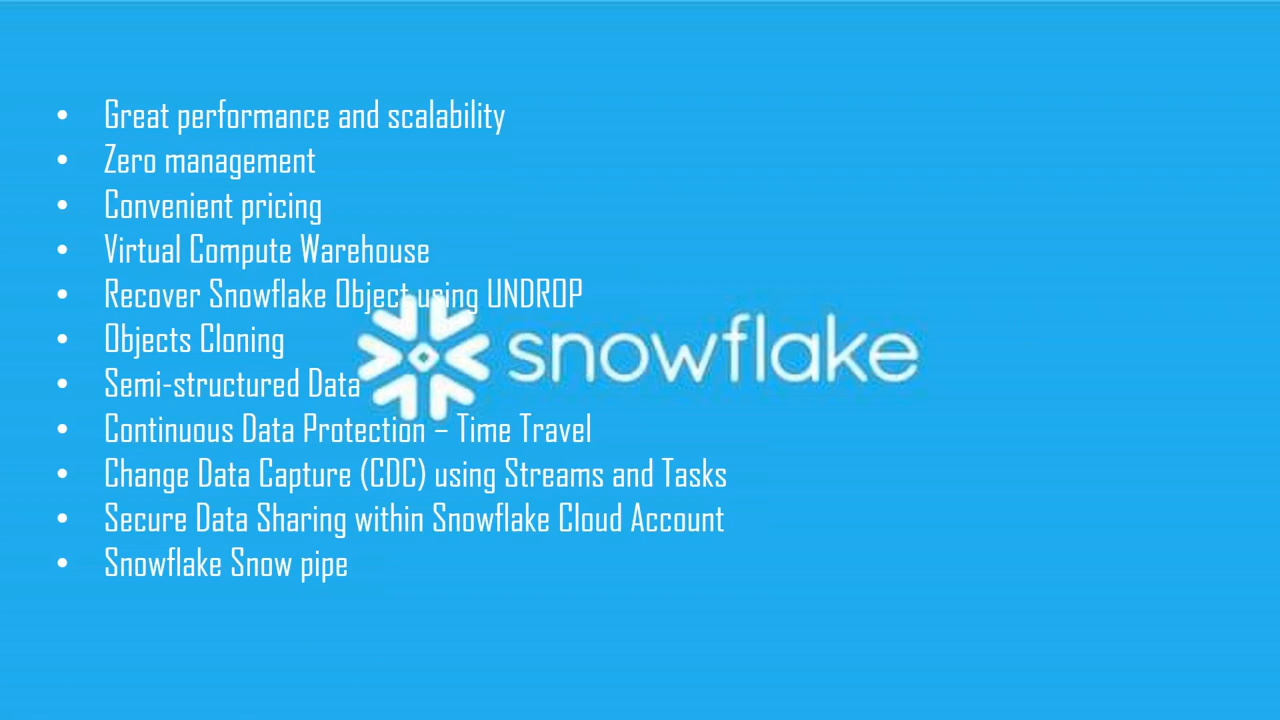 • Great performance and scalability
• Zero management
• Convenient pricing
• Virtual Compute Warehouse
• Recover Snowflake Object using UNDROP
• Objects Cloning
snowflake
• Semi-structured Data
• Continuous Data Protection – Time Travel
• Change Data Capture (CDC) using Streams and Tasks
• Secure Data Sharing within Snowflake Cloud Account
• Snowflake Snow pipe